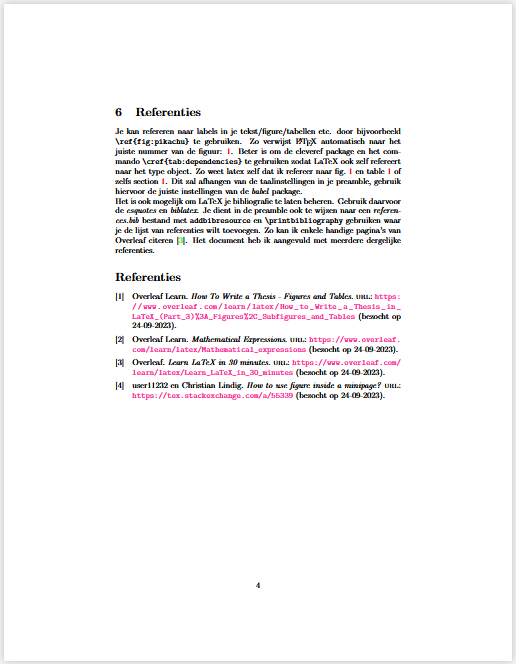 6 Referenties
Je kan refereren naar labels in je tekst/figure/tabellen etc. door bijvoorbeeld
\ref{fig:pikachu} te gebruiken. Zo verwijst LATEX automatisch naar het
juiste nummer van de figuur: 1. Beter is om de cleveref package en het com-
mando \cref{tab:dependencies} te gebruiken zodat LaTeX ook zelf refereert
naar het type object. Zo weet latex zelf dat ik refereer naar fig. 1 en table 1 of
zelfs section 1. Dit zal afhangen van de taalinstellingen in je preamble, gebruik
hiervoor de juiste instellingen van de babel package.
Het is ook mogelijk om LaTeX je bibliografie te laten beheren. Gebruik daarvoor
de csquotes en biblatex. Je dient in de preamble ook te wijzen naar een referen-
cees.bib bestand met addbibresource en \printbibliography gebruiken waar
je de lijst van referenties wilt toevoegen. Zo kan ik enkele handige pagina's van
Overleaf citeren [3]. Het document heb ik aangevuld met meerdere dergelijke
referenties.
Referenties
[1] Overleaf Learn. How To Write a Thesis - Figures and Tables. URL: https:
//www.overleaf.com/learn/latex/How_to_Write_a_Thesis_in_
LaTeX_(Part_3)%3A_Figures%2C_Subfigures_and_Tables (bezocht op
24-09-2023).
[2] Overleaf Learn. Mathematical Expressions. URL: https://www.overleaf.
com/learn/latex/Mathematical_expressions (bezocht op 24-09-2023).
[3] Overleaf. Learn LaTeX in 30 minutes. URL: https://www.overleaf.com/
learn/latex/Learn_LaTeX_in_30_minutes (bezocht op 24-09-2023).
[4] user11232 en Christian Lindig. How to use figure inside a minipage? URL:
https://tex.stackexchange.com/a/55339 (bezocht op 24-09-2023).
4